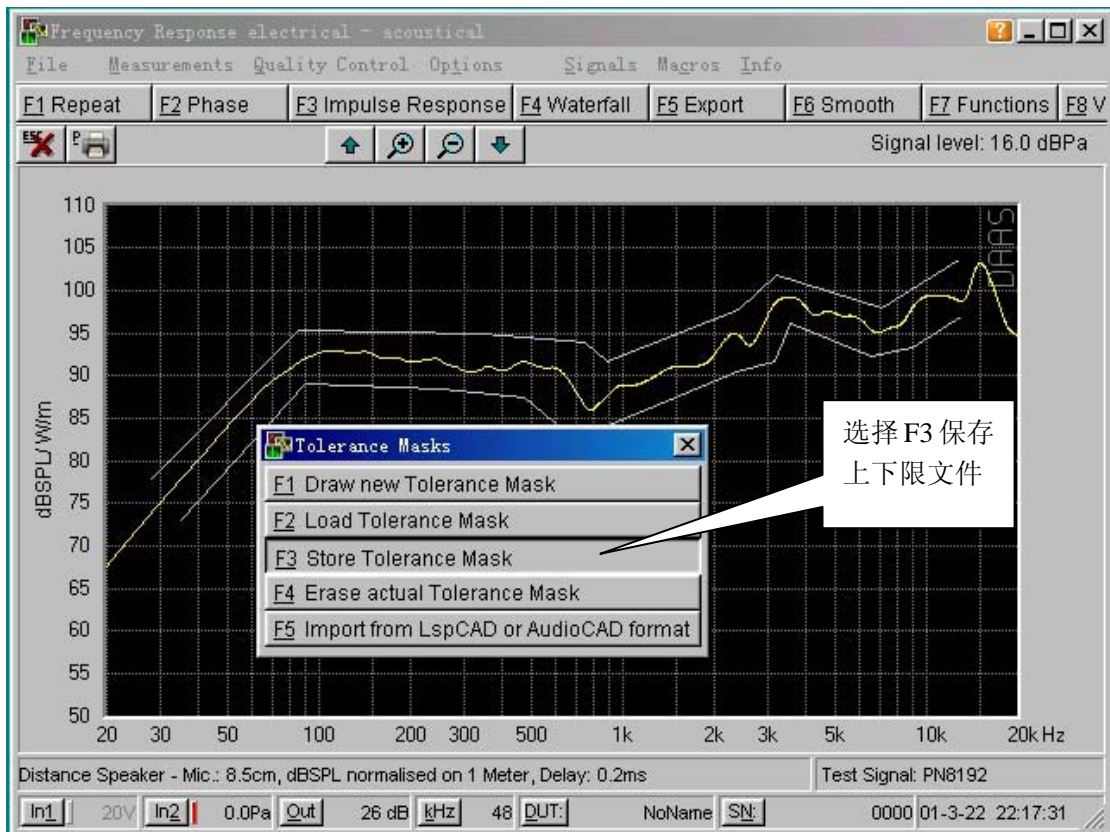 Frequency Response electrical - acoustical
File Measurements Quality Control Options Signals Macros Info
F1 Repeat F2 Phase F3 Impulse Response F4 Waterfall F5 Export F6 Smooth F7 Functions F8 V
ESC P Signal level: 16.0 dBPa
110
105
100
95
90
85
80
75
70
65
60
55
50
dBSPL/ W/m
DAAS
选择 F3 保存
上下限文件
Tolerance Masks
F1 Draw new Tolerance Mask
F2 Load Tolerance Mask
F3 Store Tolerance Mask
F4 Erase actual Tolerance Mask
F5 Import from LspCAD or AudioCAD format
20 30 50 100 200 300 500 1k 2k 3k 5k 10k 20k Hz
Distance Speaker - Mic.: 8.5cm, dBSPL normalised on 1 Meter, Delay: 0.2ms Test Signal: PN8192
In1 20V In2 0.0Pa Out 26 dB kHz 48 DUT: NoName SN: 0000 01-3-22 22:17:31